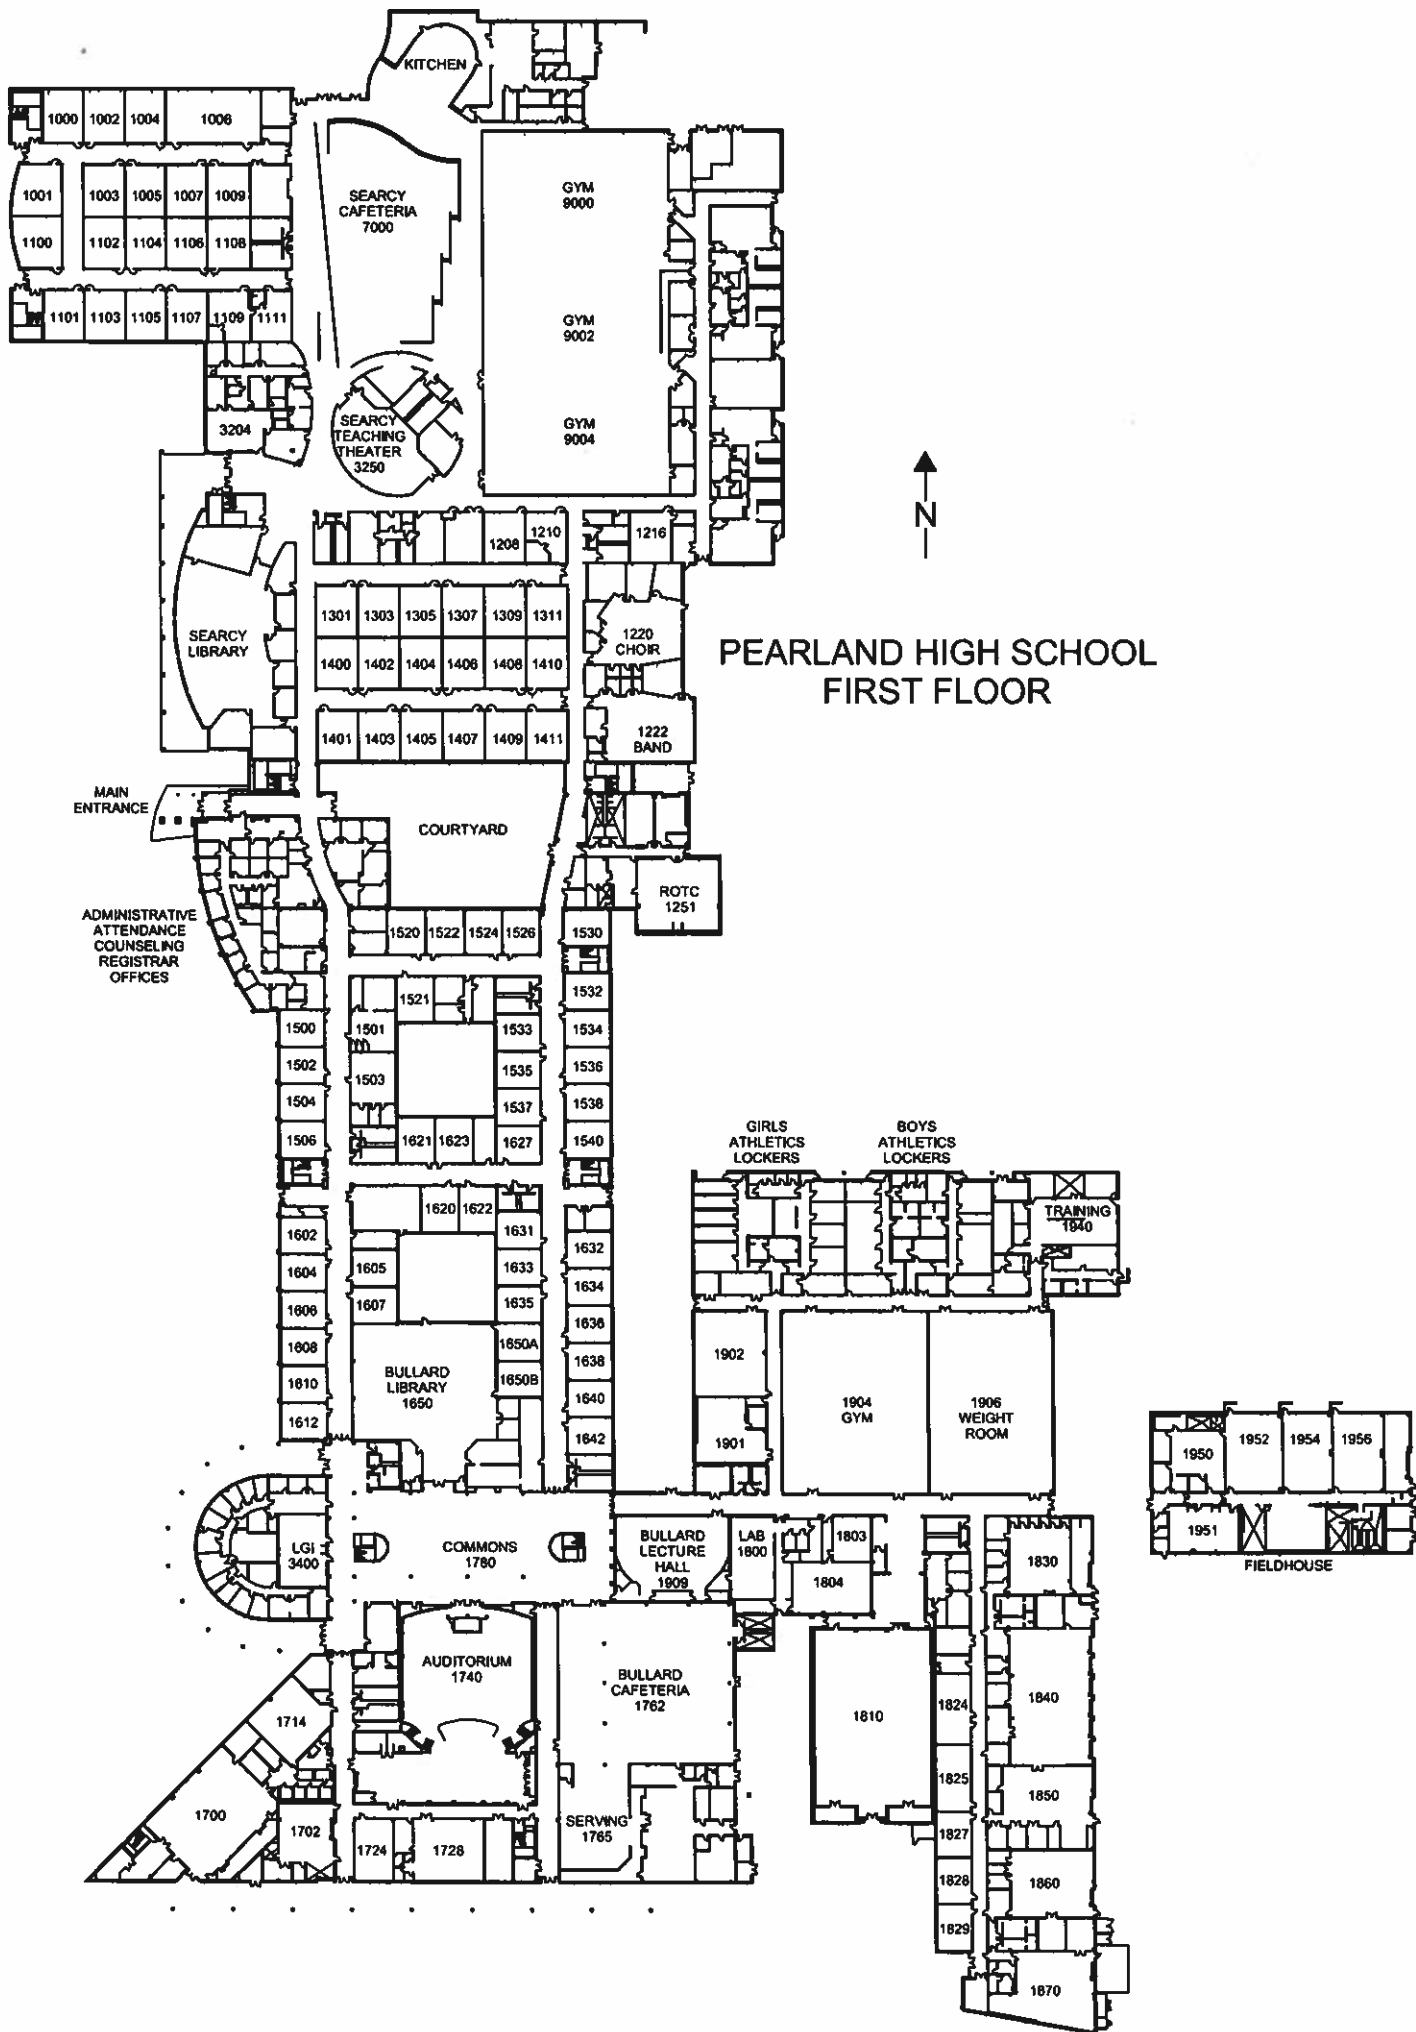 KITCHEN
1000 1002 1004 1006
1001 1003 1005 1007 1009
1100 1102 1104 1106 1108
1101 1103 1105 1107 1109 1111
SEARCY
CAFETERIA
7000
GYM
9000
GYM
9002
GYM
9004
3204
SEARCY
TEACHING
THEATER
3250
N
1208 1210 1216
1301 1303 1305 1307 1309 1311
1400 1402 1404 1406 1408 1410
1401 1403 1405 1407 1409 1411
SEARCY
LIBRARY
1220
CHOIR
1222
BAND
PEARLAND HIGH SCHOOL
FIRST FLOOR
MAIN
ENTRANCE
COURTYARD
ROTC
1251
ADMINISTRATIVE
ATTENDANCE
COUNSELING
REGISTRAR
OFFICES
1520 1522 1524 1526 1530
1521 1532
1500 1501 1533 1534
1502 1503 1535 1536
1504 1537 1538
1506 1621 1623 1627 1540
1620 1622
1602 1631 1632
1604 1605 1633 1634
1606 1607 1635 1636
1608 1650A 1638
1610 1650B 1640
1612 1642
BULLARD
LIBRARY
1650
GIRLS
ATHLETICS
LOCKERS
BOYS
ATHLETICS
LOCKERS
TRAINING
1940
1902
1901
1904
GYM
1906
WEIGHT
ROOM
1950 1952 1954 1956
1951
FIELDHOUSE
LGI
3400
COMMONS
1780
BULLARD
LECTURE
HALL
1909
LAB
1800
1803
1804
1830
AUDITORIUM
1740
BULLARD
CAFETERIA
1762
1714
1700
1702
1724 1728
SERVING
1765
1810
1824
1825
1827
1828
1829
1840
1850
1860
1870